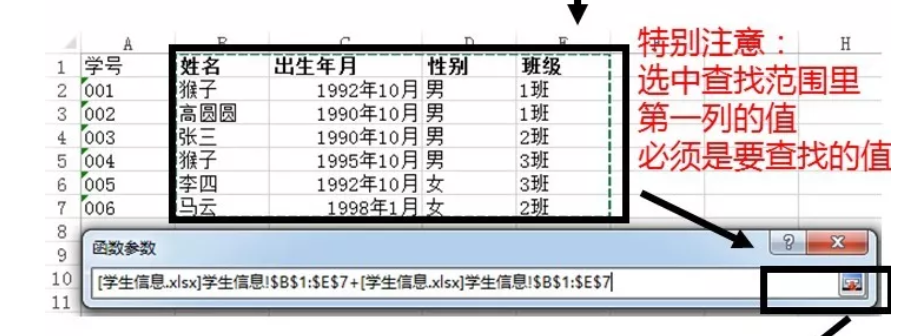 A B C D E H
1 学号 姓名 出生年月 性别 班级
2 001 猴子 1992年10月 男 1班
3 002 高圆圆 1990年10月 男 1班
4 003 张三 1990年10月 男 2班
5 004 猴子 1995年10月 男 3班
6 005 李四 1992年10月 女 3班
7 006 马云 1998年1月 女 2班
8
9
10
11
特别注意：
选中查找范围里
第一列的值
必须是要查找的值
函数参数
[学生信息.xlsx]学生信息!$B$1:$E$7+[学生信息.xlsx]学生信息!$B$1:$E$7